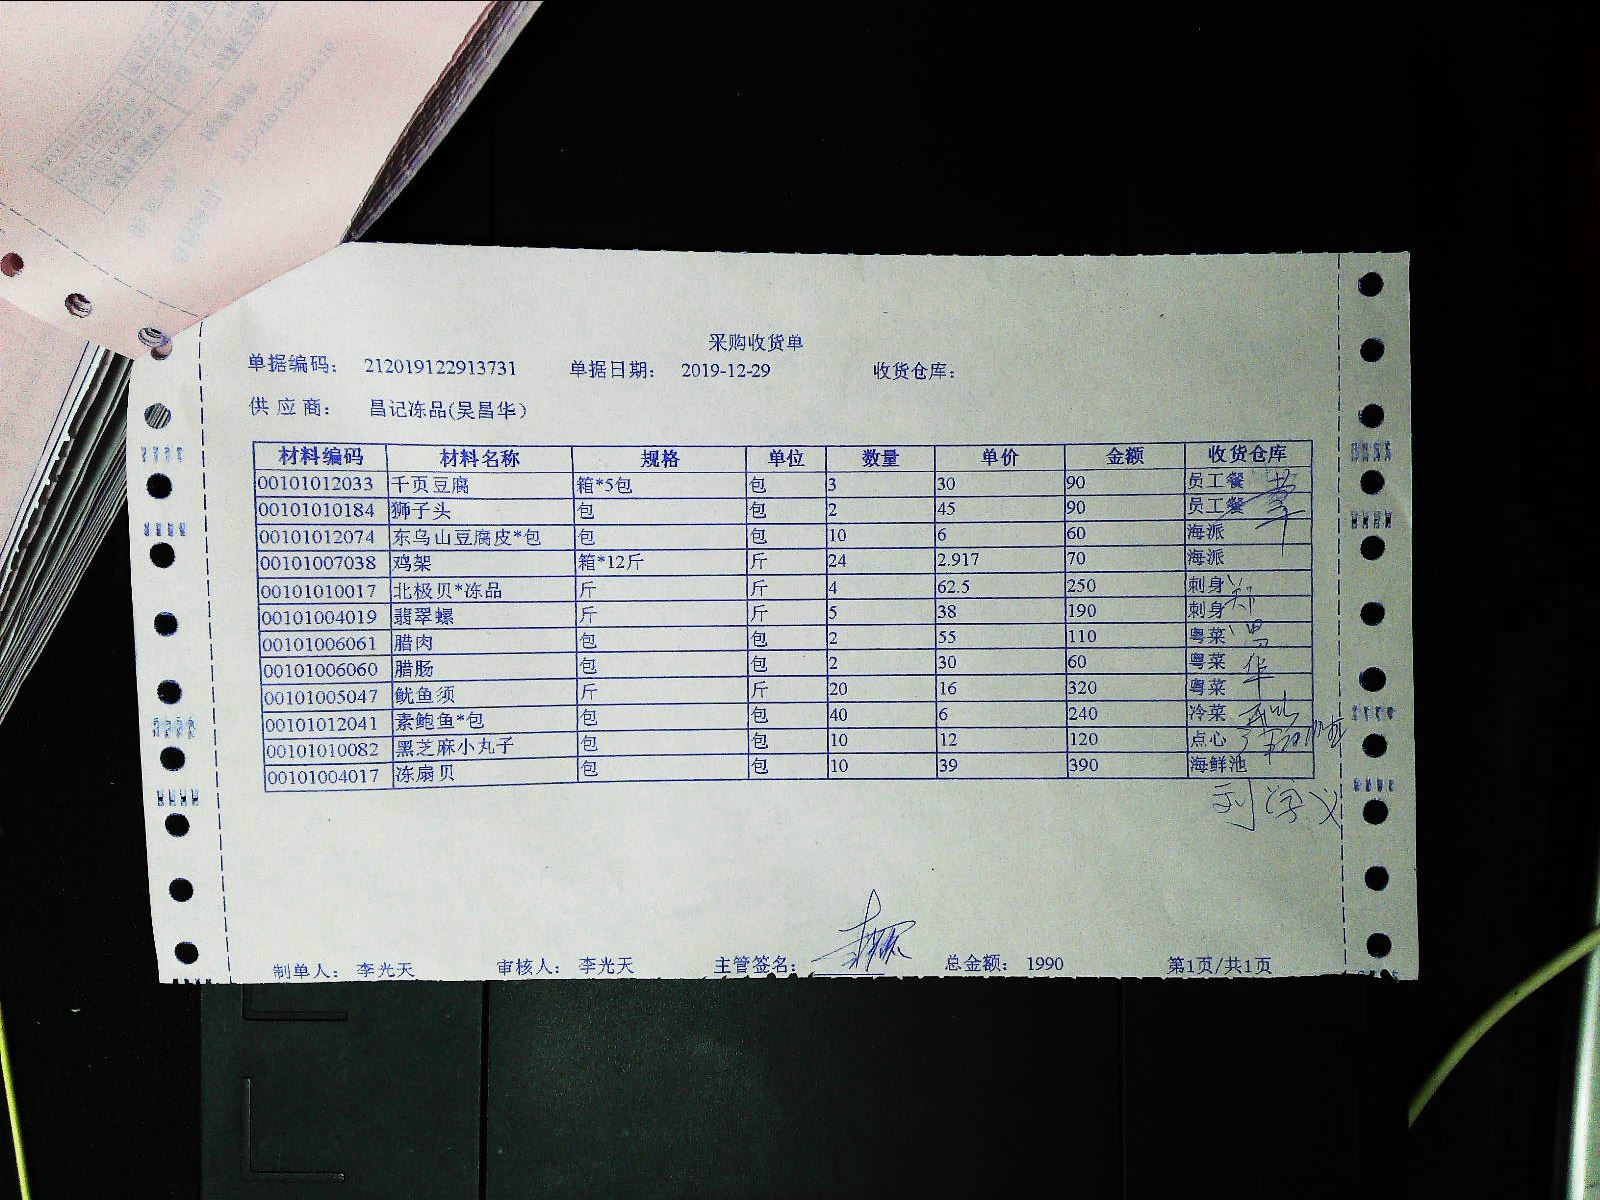 采购收货单
单据编码： 212019122913731 单据日期： 2019-12-29 收货仓库：
供应商： 昌记冻品(吴昌华）
材料编码 材料名称 规格 单位 数量 单价 金额 收货仓库
00101012033 千页豆腐 箱*5包 包 3 30 90 员工餐
00101010184 狮子头 包 包 2 45 90 员工餐
00101012074 东乌山豆腐皮*包 包 包 10 6 60 海派
00101007038 鸡架 箱*12斤 斤 24 2.917 70 海派
00101010017 北极贝*冻品 斤 斤 4 62.5 250 刺身
00101004019 翡翠螺 斤 斤 5 38 190 刺身
00101006061 腊肉 包 包 2 55 110 粤菜
00101006060 腊肠 包 包 2 30 60 粤菜
00101005047 鱿鱼须 斤 斤 20 16 320 粤菜
00101012041 素鲍鱼*包 包 包 40 6 240 冷菜
00101010082 黑芝麻小丸子 包 包 10 12 120 点心
00101004017 冻扇贝 包 包 10 39 390 海鲜池
制单人： 李光天 审核人： 李光天 主管签名： 总金额： 1990 第1页/共1页